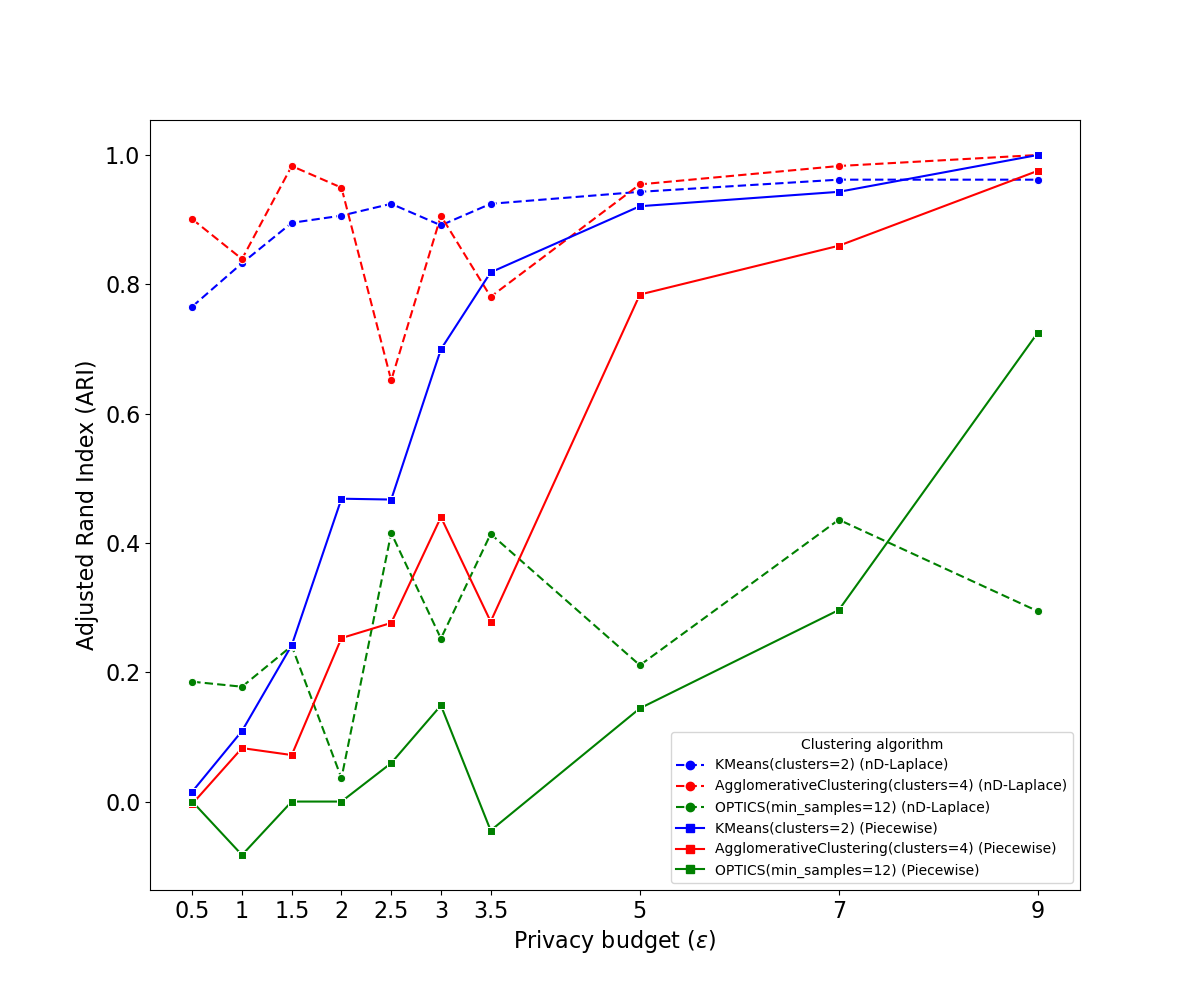 1.0
0.8
0.6
0.4
0.2
0.0
Adjusted Rand Index (ARI)
0.5 1 1.5 2 2.5 3 3.5 5 7 9
Privacy budget (ε)
Clustering algorithm
KMeans(clusters=2) (nD-Laplace)
AgglomerativeClustering(clusters=4) (nD-Laplace)
OPTICS(min_samples=12) (nD-Laplace)
KMeans(clusters=2) (Piecewise)
AgglomerativeClustering(clusters=4) (Piecewise)
OPTICS(min_samples=12) (Piecewise)